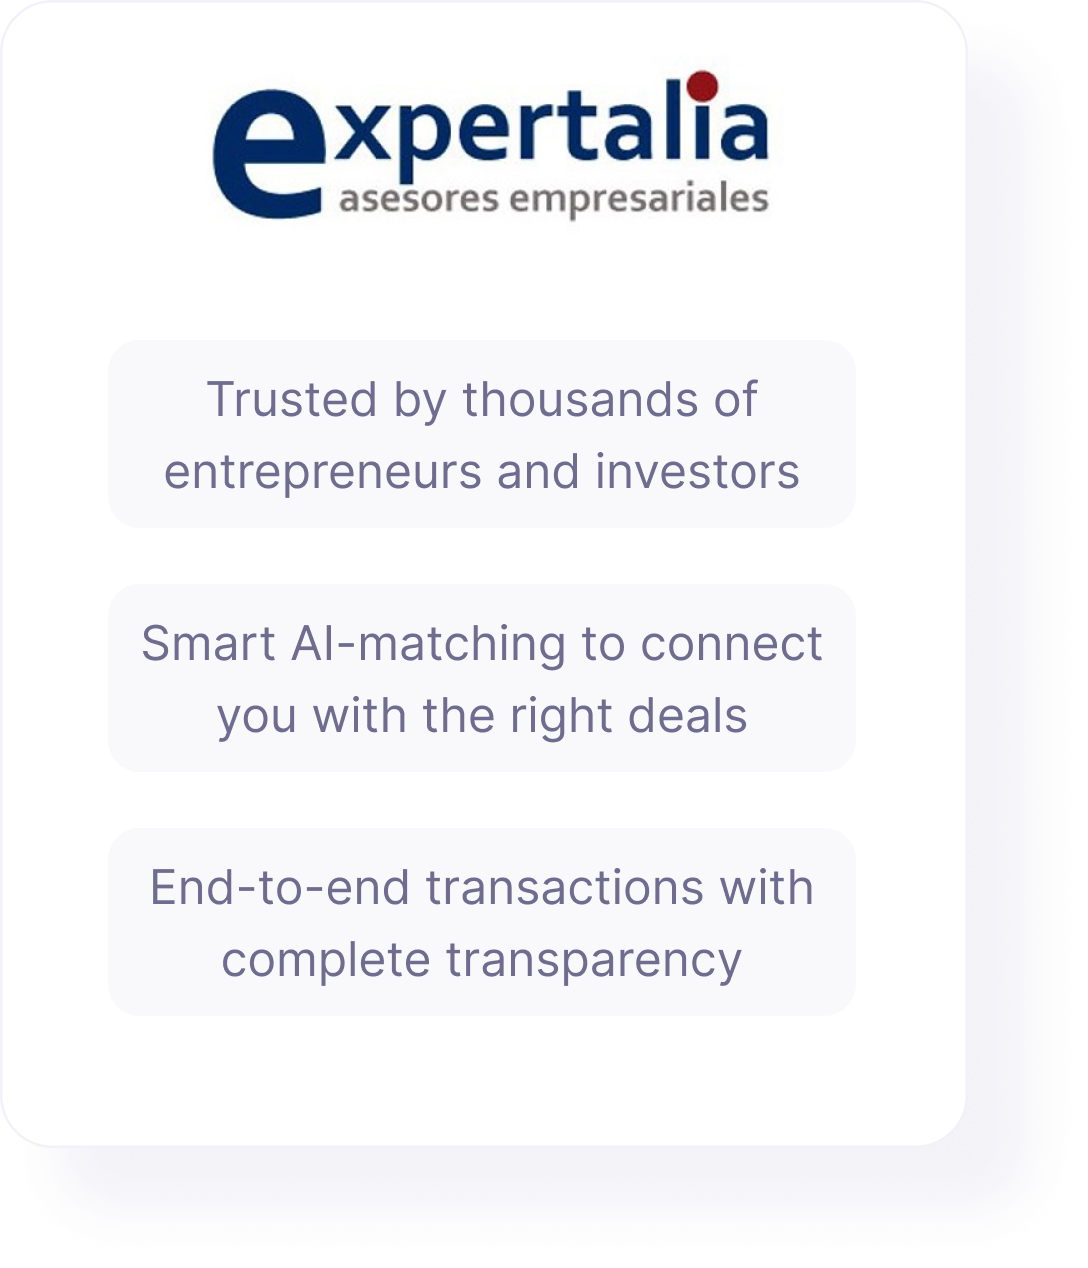 expertalia
asesores empresariales
Trusted by thousands of
entrepreneurs and investors
Smart AI-matching to connect
you with the right deals
End-to-end transactions with
complete transparency